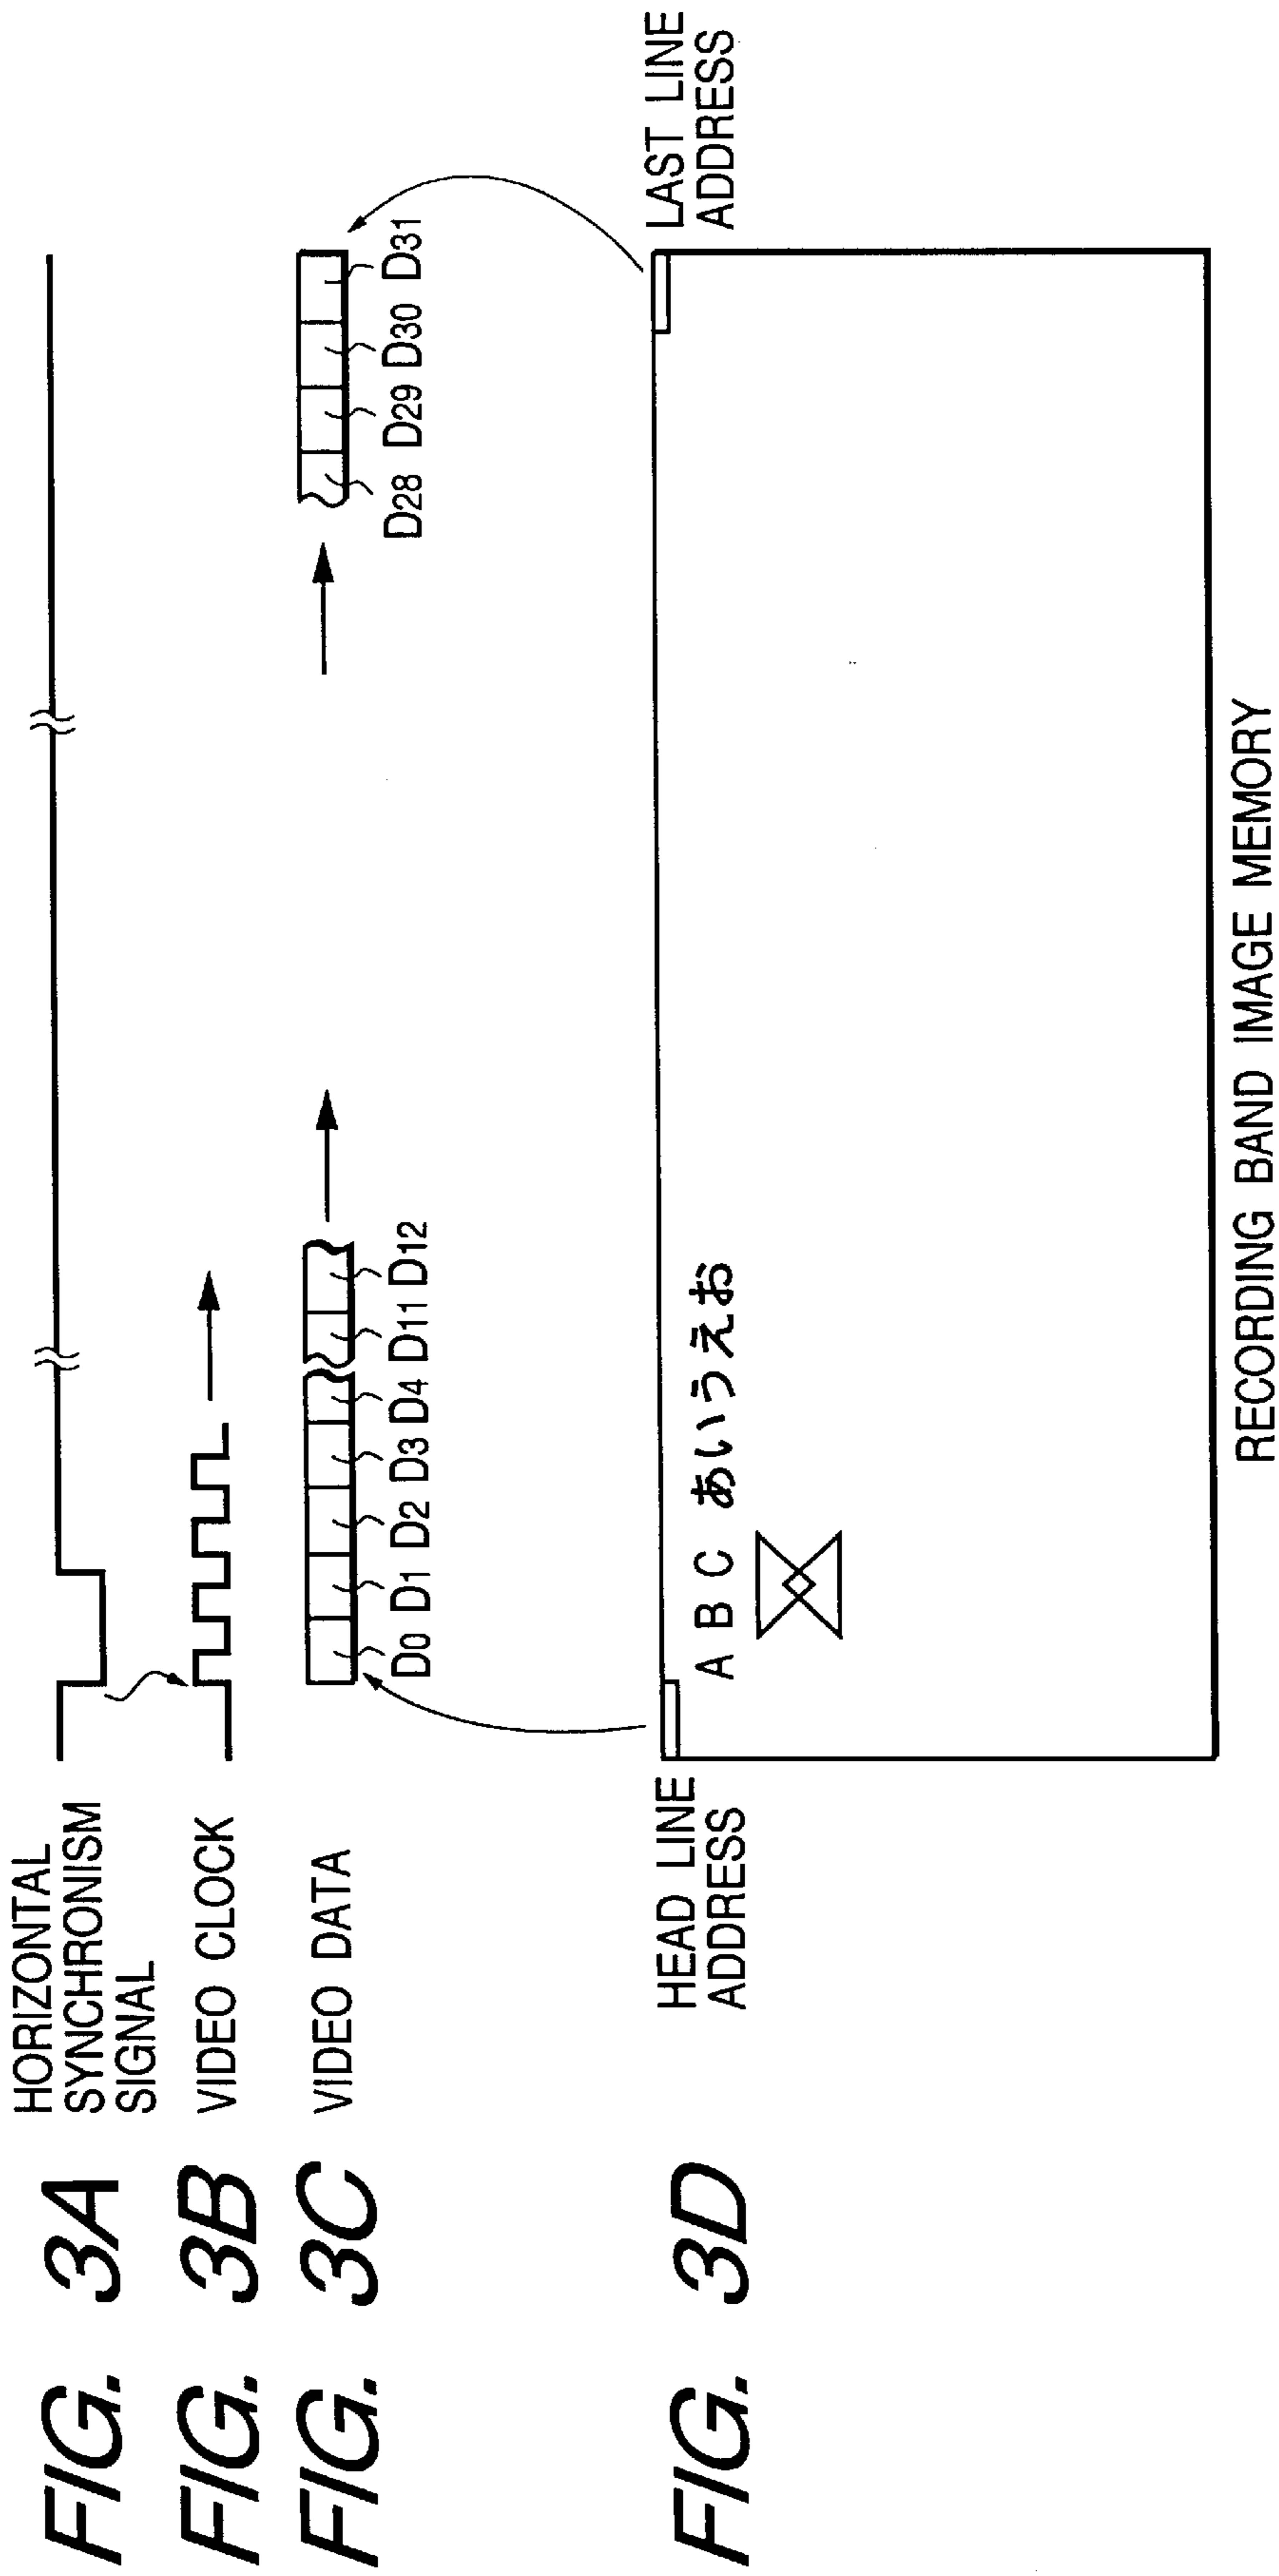 FIG. 3A
HORIZONTAL
SYNCHRONISM
SIGNAL
FIG. 3B
VIDEO CLOCK
FIG. 3C
VIDEO DATA
D0 D1 D2 D3 D4 D11 D12
D28 D29 D30 D31
FIG. 3D
HEAD LINE
ADDRESS
LAST LINE
ADDRESS
A B C あいうえお
RECORDING BAND IMAGE MEMORY